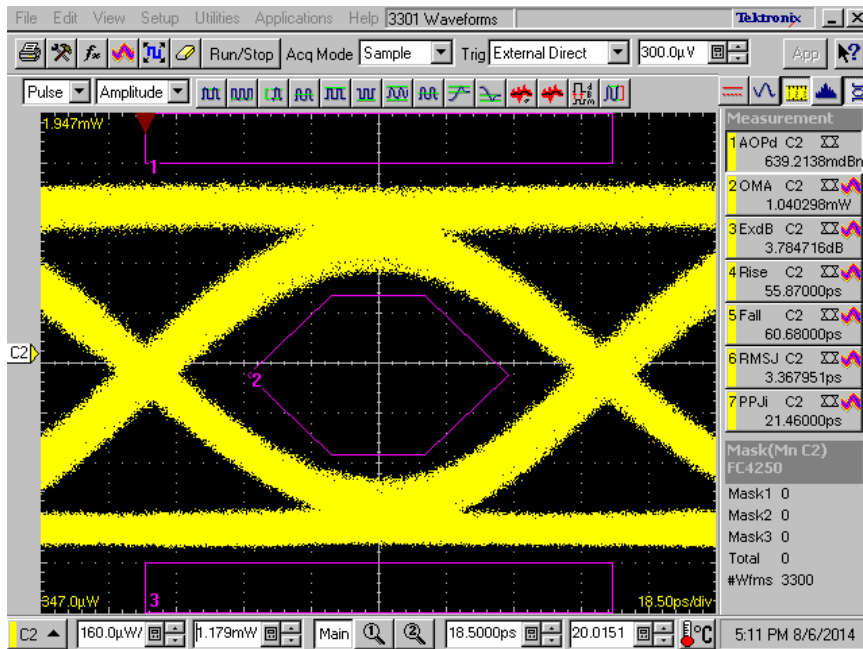 File Edit View Setup Utilities Applications Help 3301 Waveforms Tektronix
Run/Stop Acq Mode Sample Trig External Direct 300.0µV App
Pulse Amplitude
1.947mW
1
C2
2
347.0µW
3
18.50ps/div
Measurement
1 AOPd C2
639.2138mdBm
2 OMA C2
1.040298mW
3 ExdB C2
3.784716dB
4 Rise C2
55.87000ps
5 Fall C2
60.68000ps
6 RMSJ C2
3.367951ps
7 PPJi C2
21.46000ps
Mask(Mn C2)
FC4250
Mask1 0
Mask2 0
Mask3 0
Total 0
#Wfms 3300
C2 160.0µW/ 1.179mW Main 1 2 18.5000ps 20.0151 °C 5:11 PM 8/6/2014